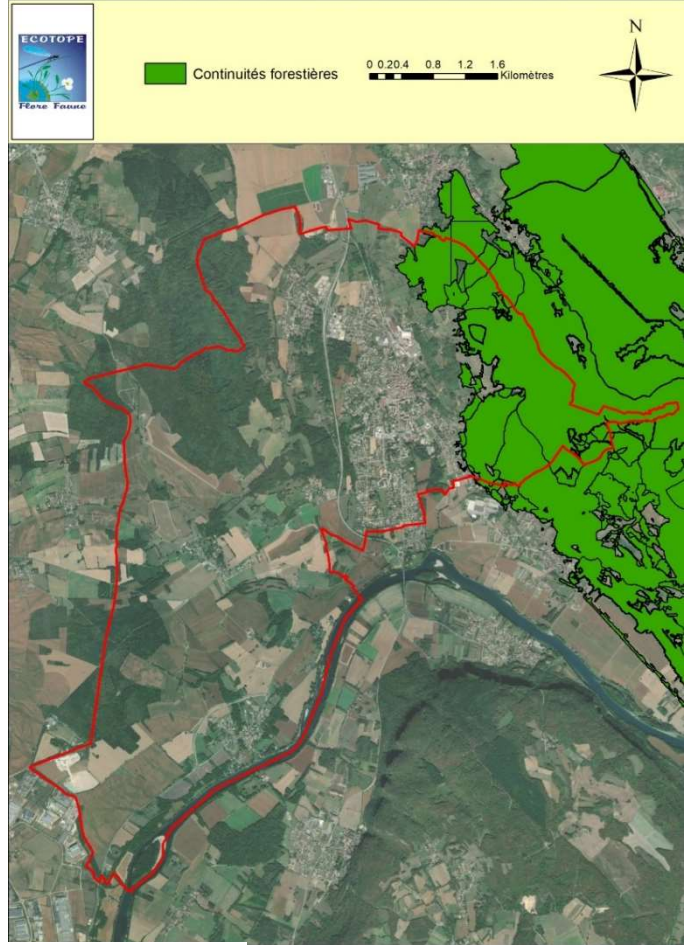 ECOTOPE
Flore Faune
Continuités forestières
0 0.20.4 0.8 1.2 1.6
Kilomètres
N